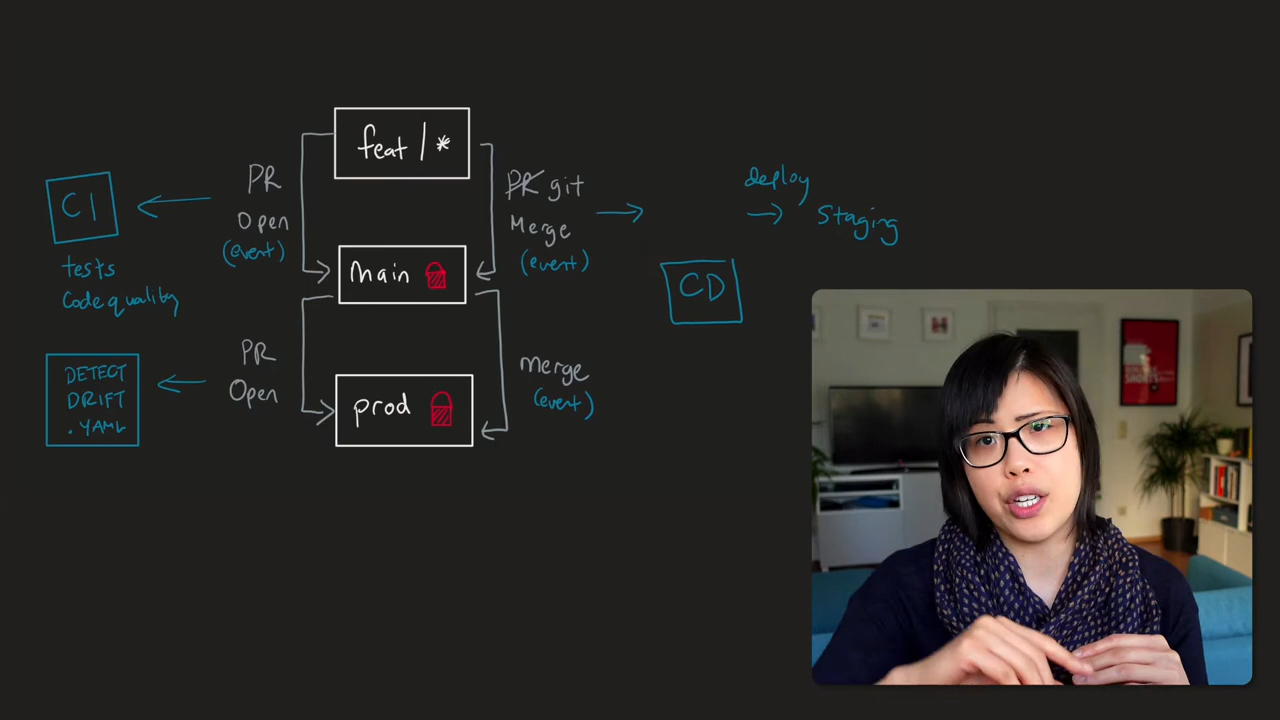 feat/*
PR
Open
(event)
CI
tests
Code quality
PR git
Merge
(event)
deploy
Staging
main
CD
PR
Open
DETECT
DRIFT
.YAML
prod
merge
(event)